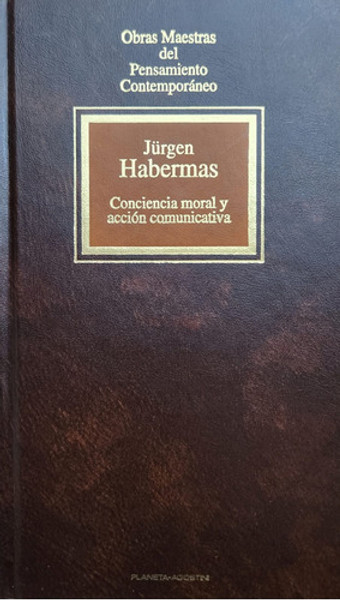 Obras Maestras
del
Pensamiento
Contemporáneo
Jürgen
Habermas
Conciencia moral y
acción comunicativa
PLANETA-AGOSTINI